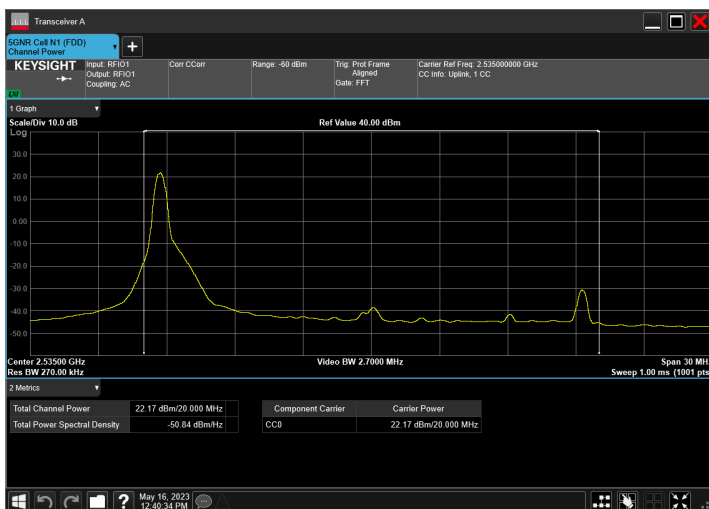 Transceiver A
5GNR Cell N1 (FDD)
Channel Power
KEYSIGHT
LXI
Input: RFIO1
Output: RFIO1
Coupling: AC
Corr CCorr
Range: -60 dBm
Trig: Prot Frame
Aligned
Gate: FFT
Carrier Ref Freq: 2.535000000 GHz
CC Info: Uplink, 1 CC
1 Graph
Scale/Div 10.0 dB
Ref Value 40.00 dBm
Log
30.0
20.0
10.0
0.00
-10.0
-20.0
-30.0
-40.0
-50.0
Center 2.53500 GHz
Video BW 2.7000 MHz
Span 30 MH
Res BW 270.00 kHz
Sweep 1.00 ms (1001 pts
2 Metrics
Total Channel Power 22.17 dBm/20.000 MHz
Total Power Spectral Density -50.84 dBm/Hz
Component Carrier Carrier Power
CC0 22.17 dBm/20.000 MHz
May 16, 2023
12:40:34 PM